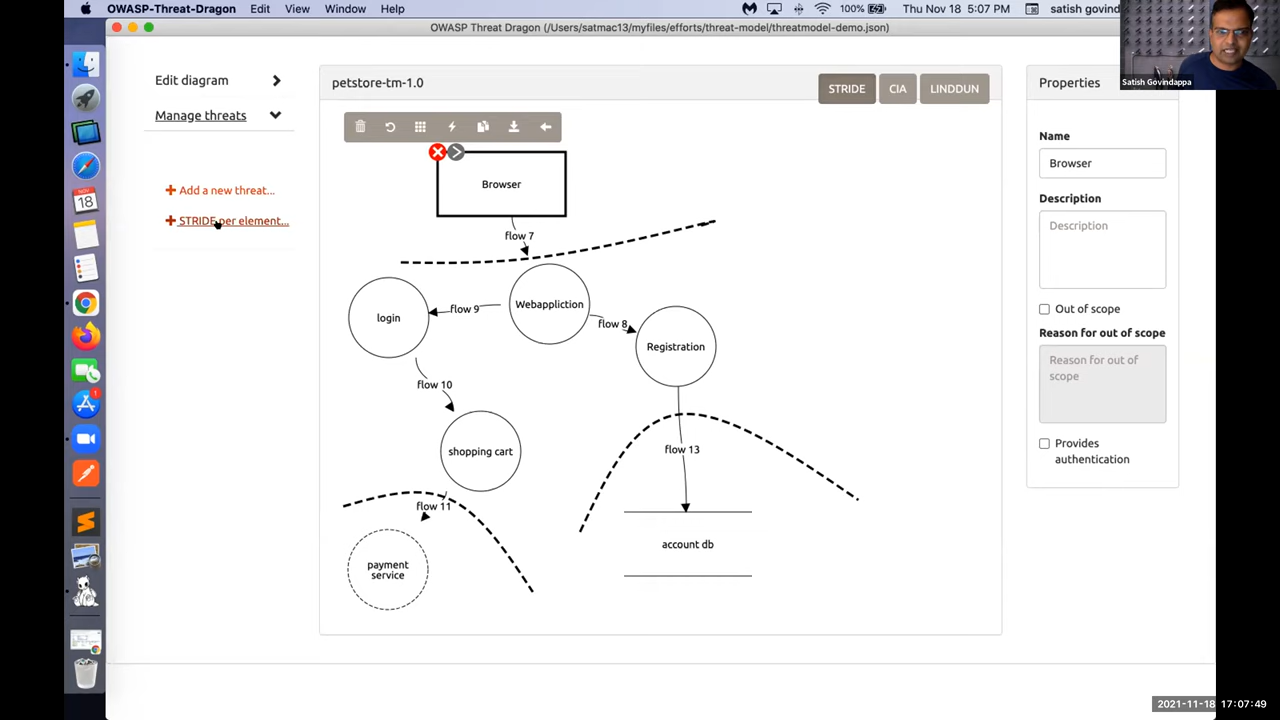 OWASP-Threat-Dragon Edit View Window Help
100% Thu Nov 18 5:07 PM satish govind
OWASP Threat Dragon (/Users/satmac13/myfiles/efforts/threat-model/threatmodel-demo.json)
Satish Govindappa
Edit diagram
Manage threats
Add a new threat...
STRIDE per element...
petstore-tm-1.0
STRIDE
CIA
LINDDUN
Browser
flow 7
Webappliction
login
flow 9
flow 8
Registration
flow 10
shopping cart
flow 13
flow 11
payment
service
account db
Properties
Name
Browser
Description
Description
Out of scope
Reason for out of scope
Reason for out of
scope
Provides
authentication
NOV
18
1
2021-11-18 17:07:49